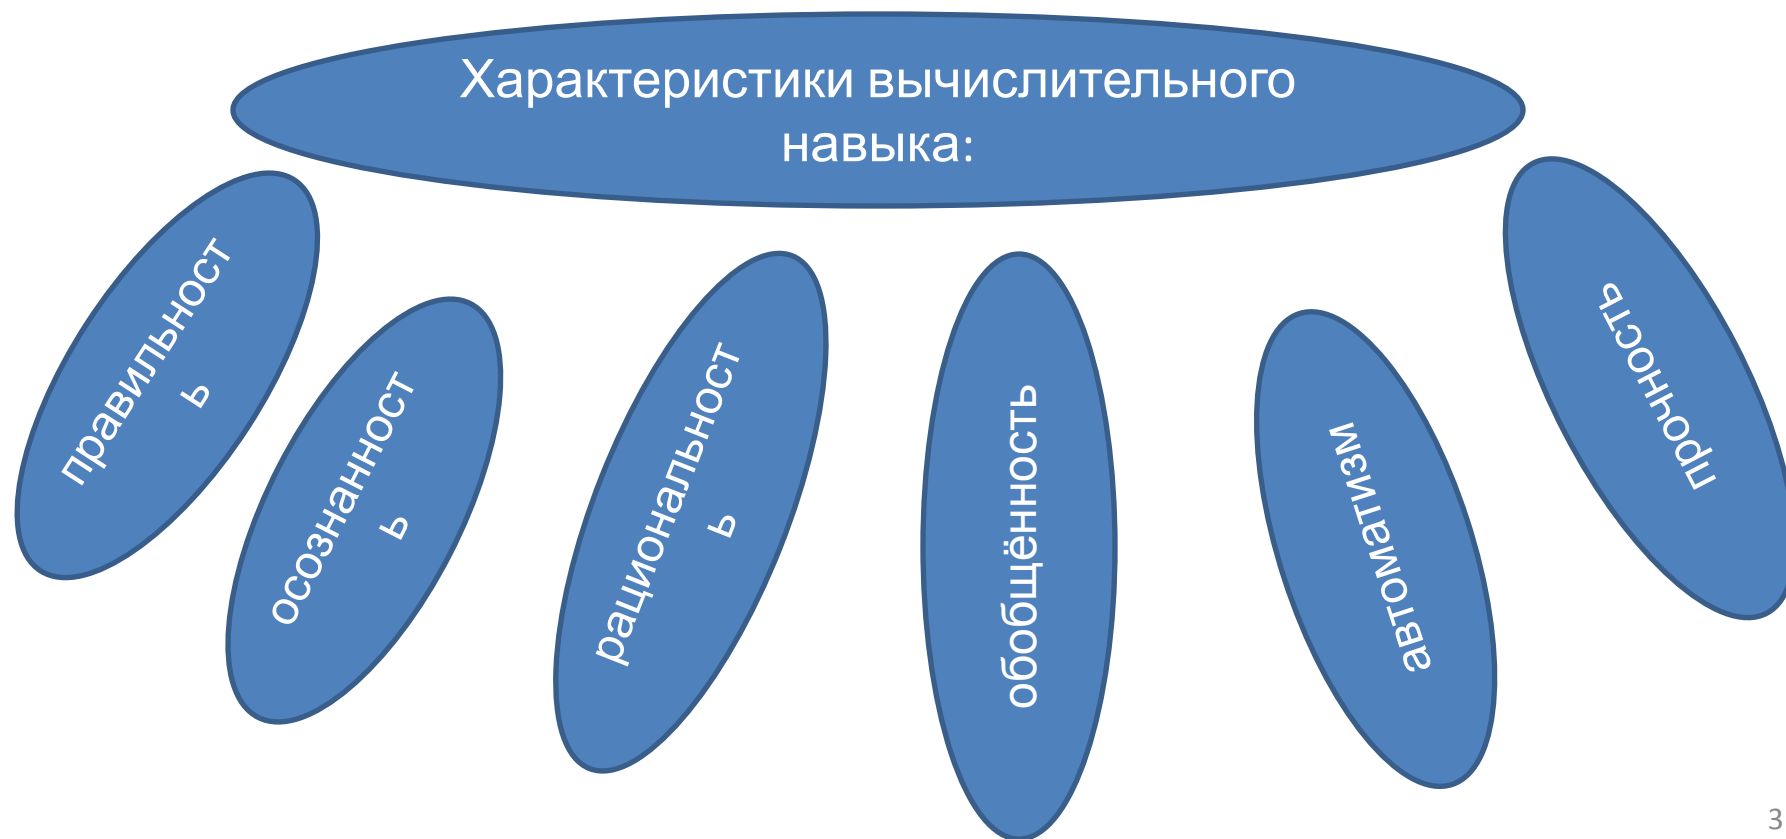 Характеристики вычислительного
навыка:
правильност
ь
осознанност
ь
рациональност
ь
обобщённость
автоматизм
прочность
3